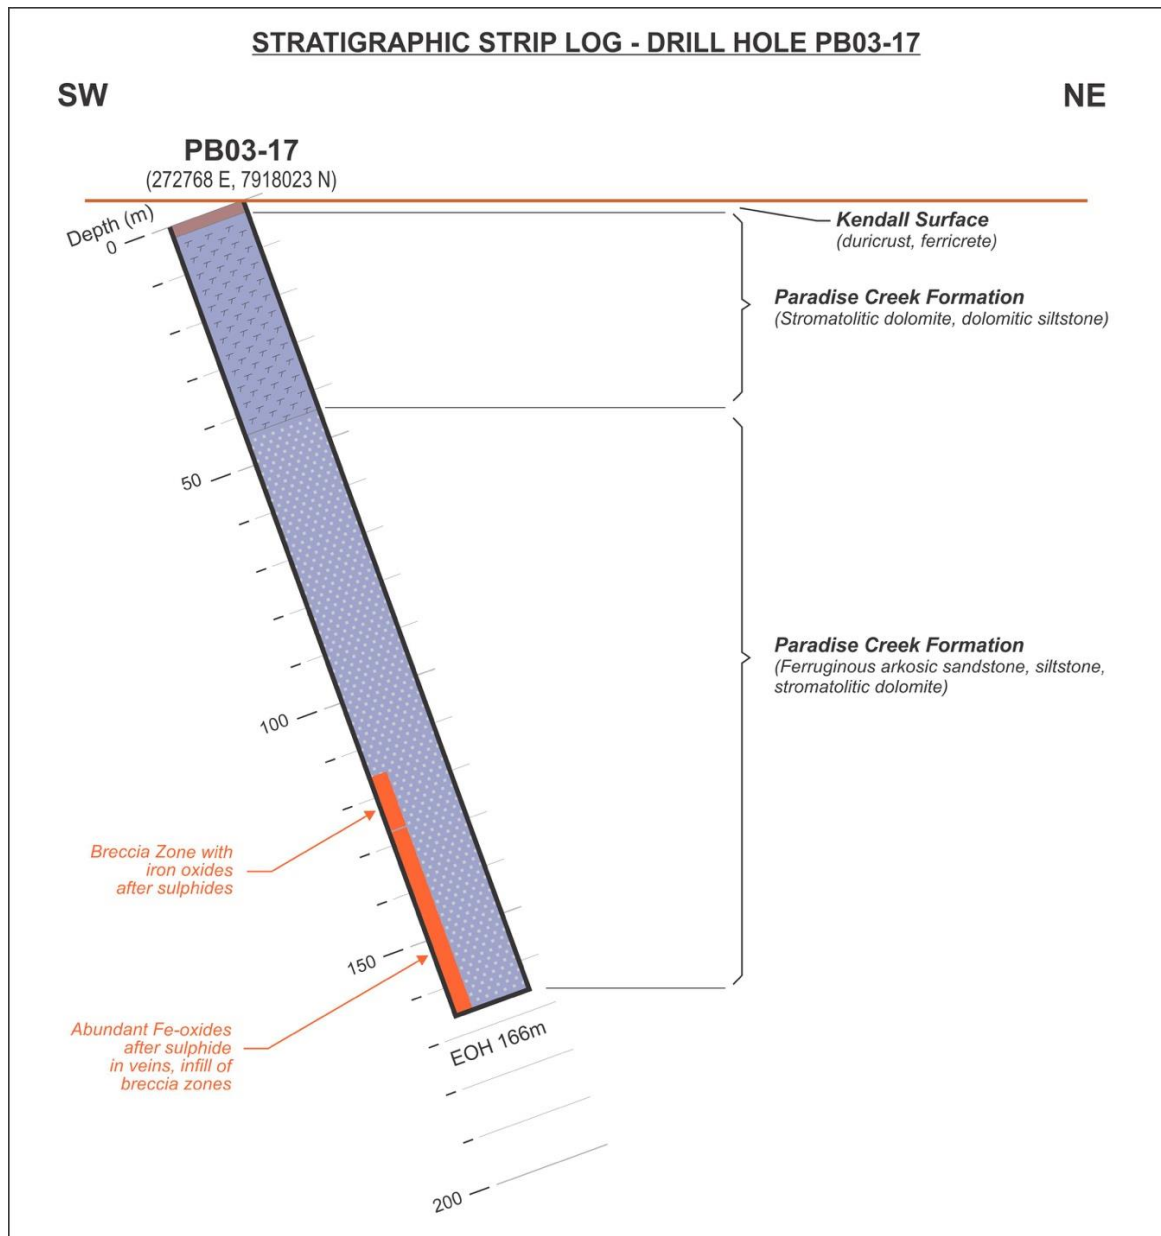 STRATIGRAPHIC STRIP LOG - DRILL HOLE PB03-17
SW
NE
PB03-17
(272768 E, 7918023 N)
Depth (m)
0
Kendall Surface
(duricrust, ferricrete)
Paradise Creek Formation
(Stromatolitic dolomite, dolomitic siltstone)
50
Paradise Creek Formation
(Ferruginous arkosic sandstone, siltstone,
stromatolitic dolomite)
100
Breccia Zone with
iron oxides
after sulphides
150
Abundant Fe-oxides
after sulphide
in veins, infill of
breccia zones
EOH 166m
200